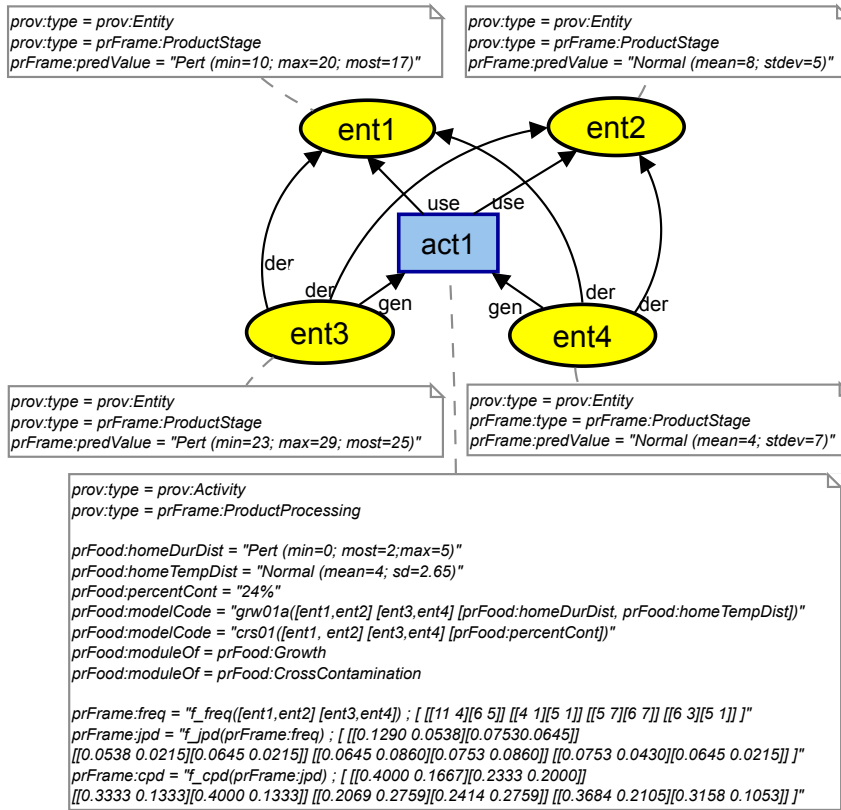 prov:type = prov:Entity
prov:type = prFrame:ProductStage
prFrame:predValue = "Pert (min=10; max=20; most=17)"
prov:type = prov:Entity
prov:type = prFrame:ProductStage
prFrame:predValue = "Normal (mean=8; stdev=5)"
ent1
ent2
use
use
act1
der
der
gen
gen
der
der
ent3
ent4
prov:type = prov:Entity
prov:type = prFrame:ProductStage
prFrame:predValue = "Pert (min=23; max=29; most=25)"
prov:type = prov:Entity
prFrame:type = prFrame:ProductStage
prFrame:predValue = "Normal (mean=4; stdev=7)"
prov:type = prov:Activity
prov:type = prFrame:ProductProcessing
prFood:homeDurDist = "Pert (min=0; most=2;max=5)"
prFood:homeTempDist = "Normal (mean=4; sd=2.65)"
prFood:percentCont = "24%"
prFood:modelCode = "grw01a([ent1,ent2] [ent3,ent4] [prFood:homeDurDist, prFood:homeTempDist])"
prFood:modelCode = "crs01([ent1, ent2] [ent3,ent4] [prFood:percentCont])"
prFood:moduleOf = prFood:Growth
prFood:moduleOf = prFood:CrossContamination
prFrame:freq = "f_freq([ent1,ent2] [ent3,ent4]) ; [ [[11 4][6 5]] [[4 1][5 1]] [[5 7][6 7]] [[6 3][5 1]] ]"
prFrame:jpd = "f_jpd(prFrame:freq) ; [ [[0.1290 0.0538][0.07530.0645]]
[[0.0538 0.0215][0.0645 0.0215]] [[0.0645 0.0860][0.0753 0.0860]] [[0.0753 0.0430][0.0645 0.0215]] ]"
prFrame:cpd = "f_cpd(prFrame:jpd) ; [ [[0.4000 0.1667][0.2333 0.2000]]
[[0.3333 0.1333][0.4000 0.1333]] [[0.2069 0.2759][0.2414 0.2759]] [[0.3684 0.2105][0.3158 0.1053]] ]"